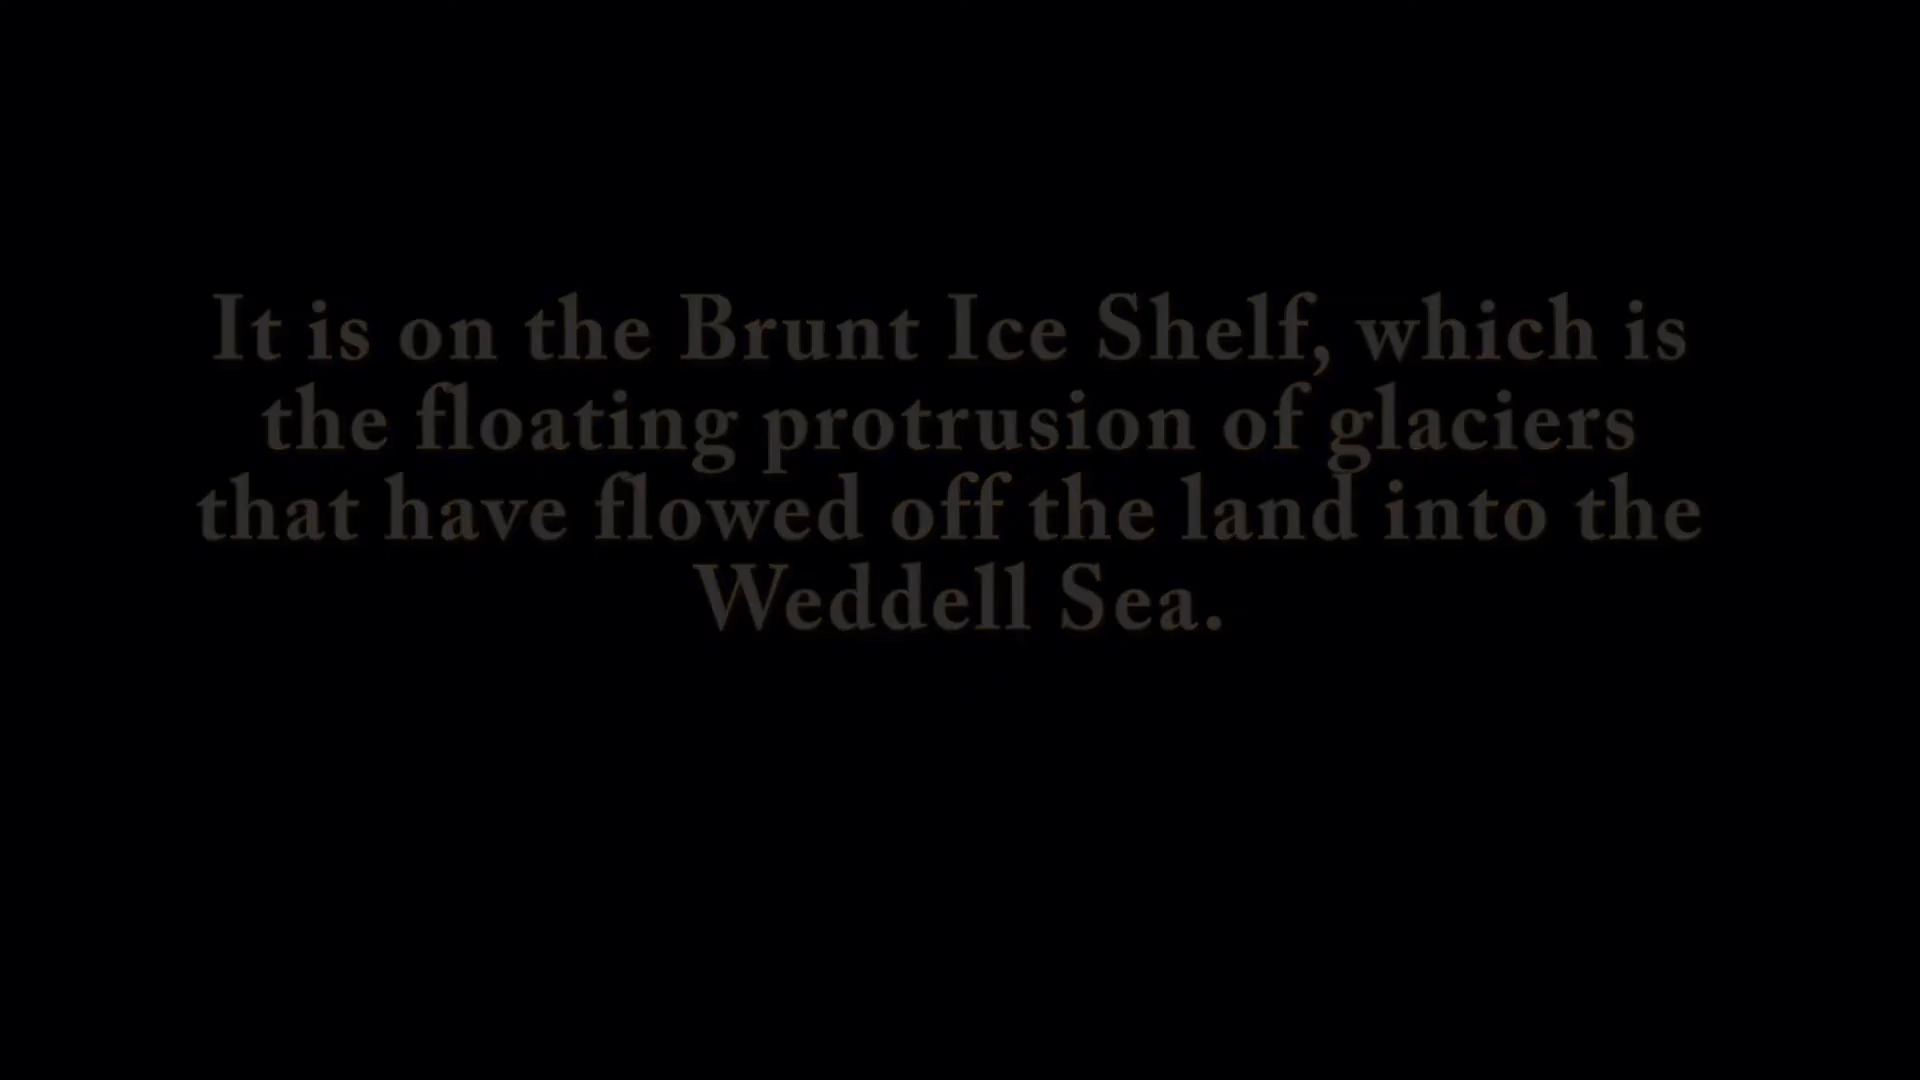 It is on the Brunt Ice Shelf, which is
the floating protrusion of glaciers
that have flowed off the land into the
Weddell Sea.